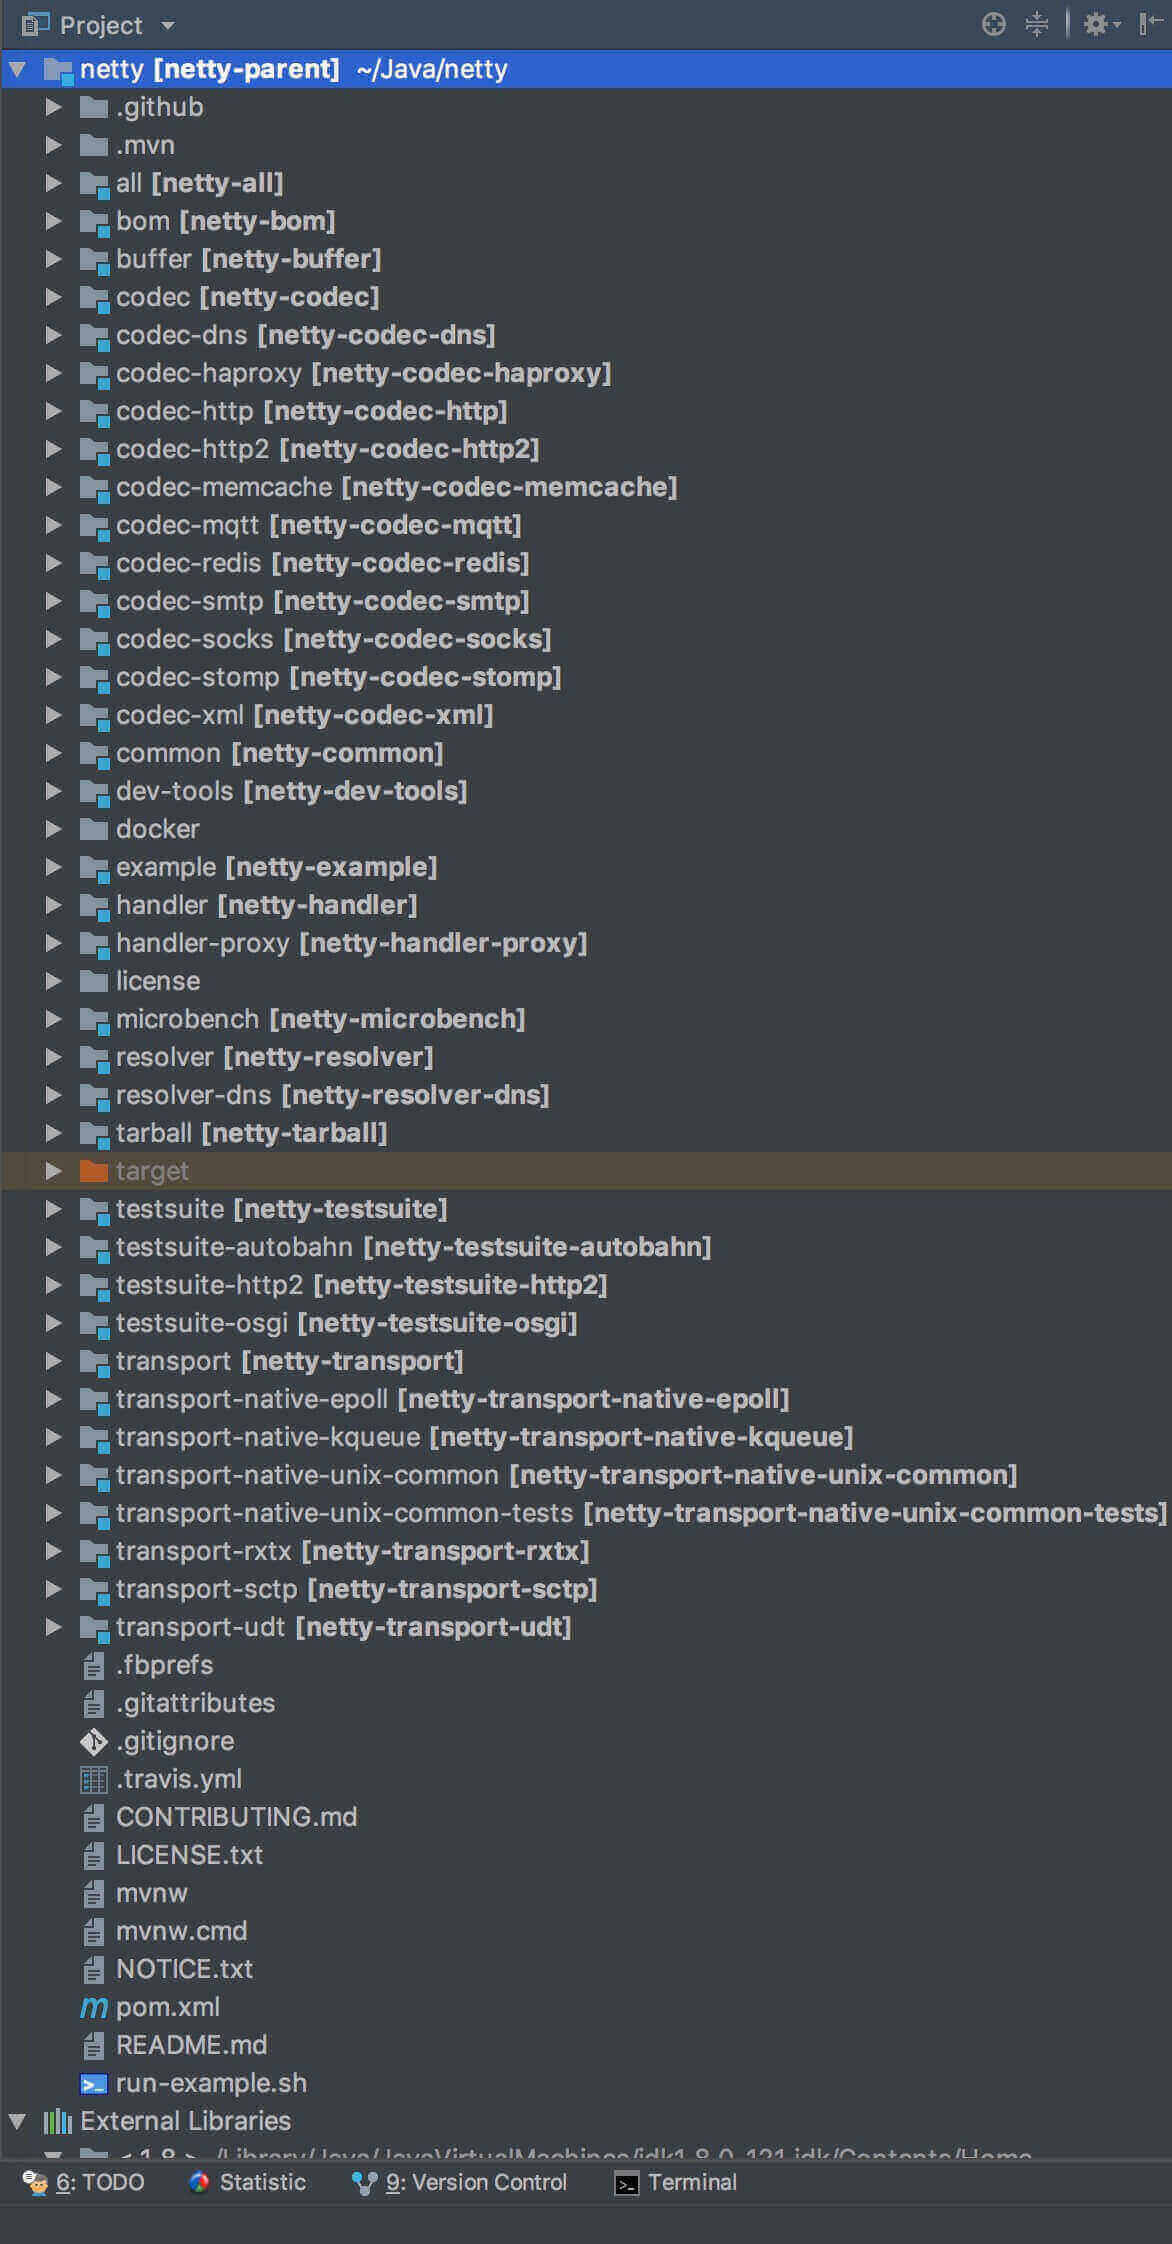 Project
netty [netty-parent] ~/Java/netty
.github
.mvn
all [netty-all]
bom [netty-bom]
buffer [netty-buffer]
codec [netty-codec]
codec-dns [netty-codec-dns]
codec-haproxy [netty-codec-haproxy]
codec-http [netty-codec-http]
codec-http2 [netty-codec-http2]
codec-memcache [netty-codec-memcache]
codec-mqtt [netty-codec-mqtt]
codec-redis [netty-codec-redis]
codec-smtp [netty-codec-smtp]
codec-socks [netty-codec-socks]
codec-stomp [netty-codec-stomp]
codec-xml [netty-codec-xml]
common [netty-common]
dev-tools [netty-dev-tools]
docker
example [netty-example]
handler [netty-handler]
handler-proxy [netty-handler-proxy]
license
microbench [netty-microbench]
resolver [netty-resolver]
resolver-dns [netty-resolver-dns]
tarball [netty-tarball]
target
testsuite [netty-testsuite]
testsuite-autobahn [netty-testsuite-autobahn]
testsuite-http2 [netty-testsuite-http2]
testsuite-osgi [netty-testsuite-osgi]
transport [netty-transport]
transport-native-epoll [netty-transport-native-epoll]
transport-native-kqueue [netty-transport-native-kqueue]
transport-native-unix-common [netty-transport-native-unix-common]
transport-native-unix-common-tests [netty-transport-native-unix-common-tests]
transport-rxtx [netty-transport-rxtx]
transport-sctp [netty-transport-sctp]
transport-udt [netty-transport-udt]
.fbprefs
.gitattributes
.gitignore
.travis.yml
CONTRIBUTING.md
LICENSE.txt
mvnw
mvnw.cmd
NOTICE.txt
pom.xml
README.md
run-example.sh
External Libraries
< 1.8 > /Library/Java/JavaVirtualMachines/jdk1.8.0_121.jdk/Contents/Home
6: TODO Statistic 9: Version Control Terminal